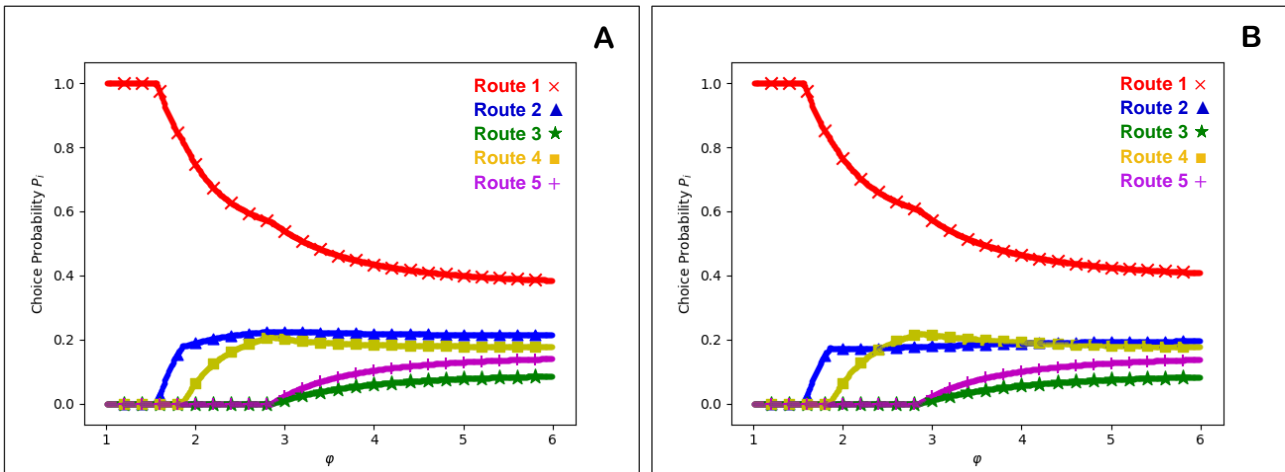 A
Route 1
Route 2
Route 3
Route 4
Route 5
Choice Probability Pi
1.0
0.8
0.6
0.4
0.2
0.0
1 2 3 4 5 6
φ
B
Route 1
Route 2
Route 3
Route 4
Route 5
Choice Probability Pi
1.0
0.8
0.6
0.4
0.2
0.0
1 2 3 4 5 6
φ